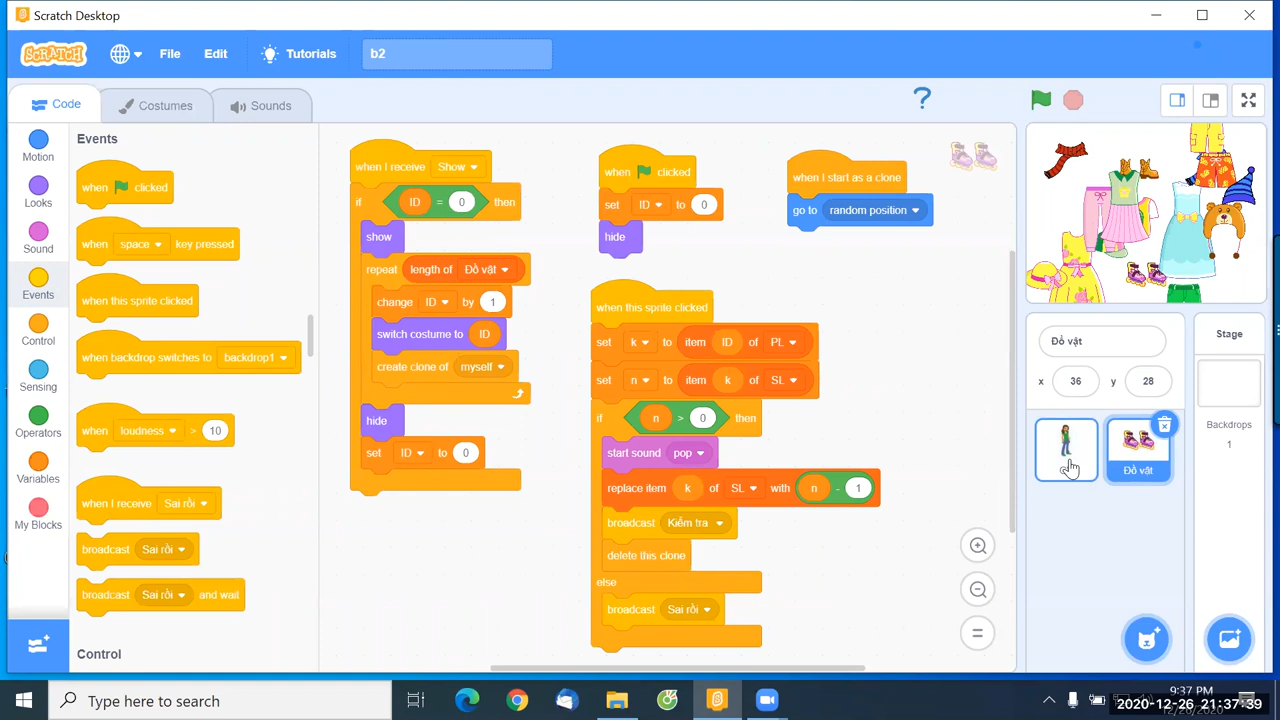 Scratch Desktop
SCRATCH
File
Edit
Tutorials
b2
Code
Costumes
Sounds
?
Motion
Looks
Sound
Events
Control
Sensing
Operators
Variables
My Blocks
Events
when clicked
when space key pressed
when this sprite clicked
when backdrop switches to backdrop1
when loudness > 10
when I receive Sai rồi
broadcast Sai rồi
broadcast Sai rồi and wait
Control
when I receive Show
if ID = 0 then
show
repeat length of Đồ vật
change ID by 1
switch costume to ID
create clone of myself
hide
set ID to 0
when clicked
set ID to 0
hide
when I start as a clone
go to random position
when this sprite clicked
set k to item ID of PL
set n to item k of SL
if n > 0 then
start sound pop
replace item k of SL with n - 1
broadcast Kiểm tra
delete this clone
else
broadcast Sai rồi
Đồ vật
x 36 y 28
Đồ vật
Stage
Backdrops
1
Type here to search
9:37 PM
2020-12-26 21:37:39